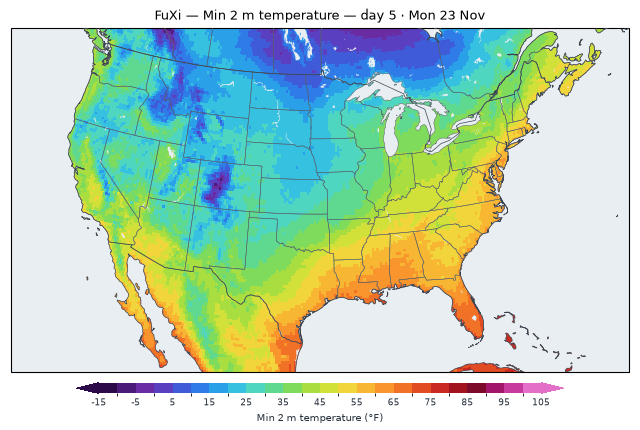 FuXi — Min 2 m temperature — day 5 · Mon 23 Nov
-15 -5 5 15 25 35 45 55 65 75 85 95 105
Min 2 m temperature (°F)